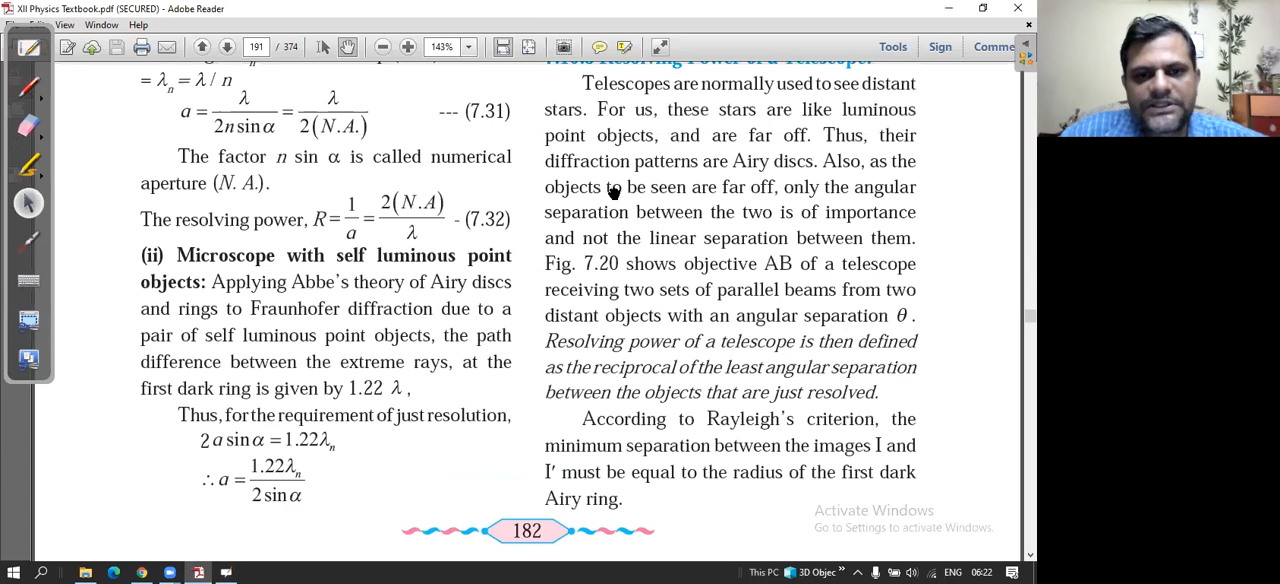 XII Physics Textbook.pdf (SECURED) - Adobe Reader
View Window Help
191 / 374 143% Tools Sign Comme
= λn = λ / n
a = λ / 2n sin α = λ / 2(N.A.) --- (7.31)
The factor n sin α is called numerical
aperture (N. A.).
The resolving power, R = 1/a = 2(N.A) / λ - (7.32)
(ii) Microscope with self luminous point
objects: Applying Abbe's theory of Airy discs
and rings to Fraunhofer diffraction due to a
pair of self luminous point objects, the path
difference between the extreme rays, at the
first dark ring is given by 1.22 λ ,
Thus, for the requirement of just resolution,
2 a sin α = 1.22λn
∴ a = 1.22λn / 2 sin α
Telescopes are normally used to see distant
stars. For us, these stars are like luminous
point objects, and are far off. Thus, their
diffraction patterns are Airy discs. Also, as the
objects to be seen are far off, only the angular
separation between the two is of importance
and not the linear separation between them.
Fig. 7.20 shows objective AB of a telescope
receiving two sets of parallel beams from two
distant objects with an angular separation θ .
Resolving power of a telescope is then defined
as the reciprocal of the least angular separation
between the objects that are just resolved.
According to Rayleigh's criterion, the
minimum separation between the images I and
I′ must be equal to the radius of the first dark
Airy ring.
182
Activate Windows
Go to Settings to activate Windows.
This PC 3D Objec » ENG 06:22